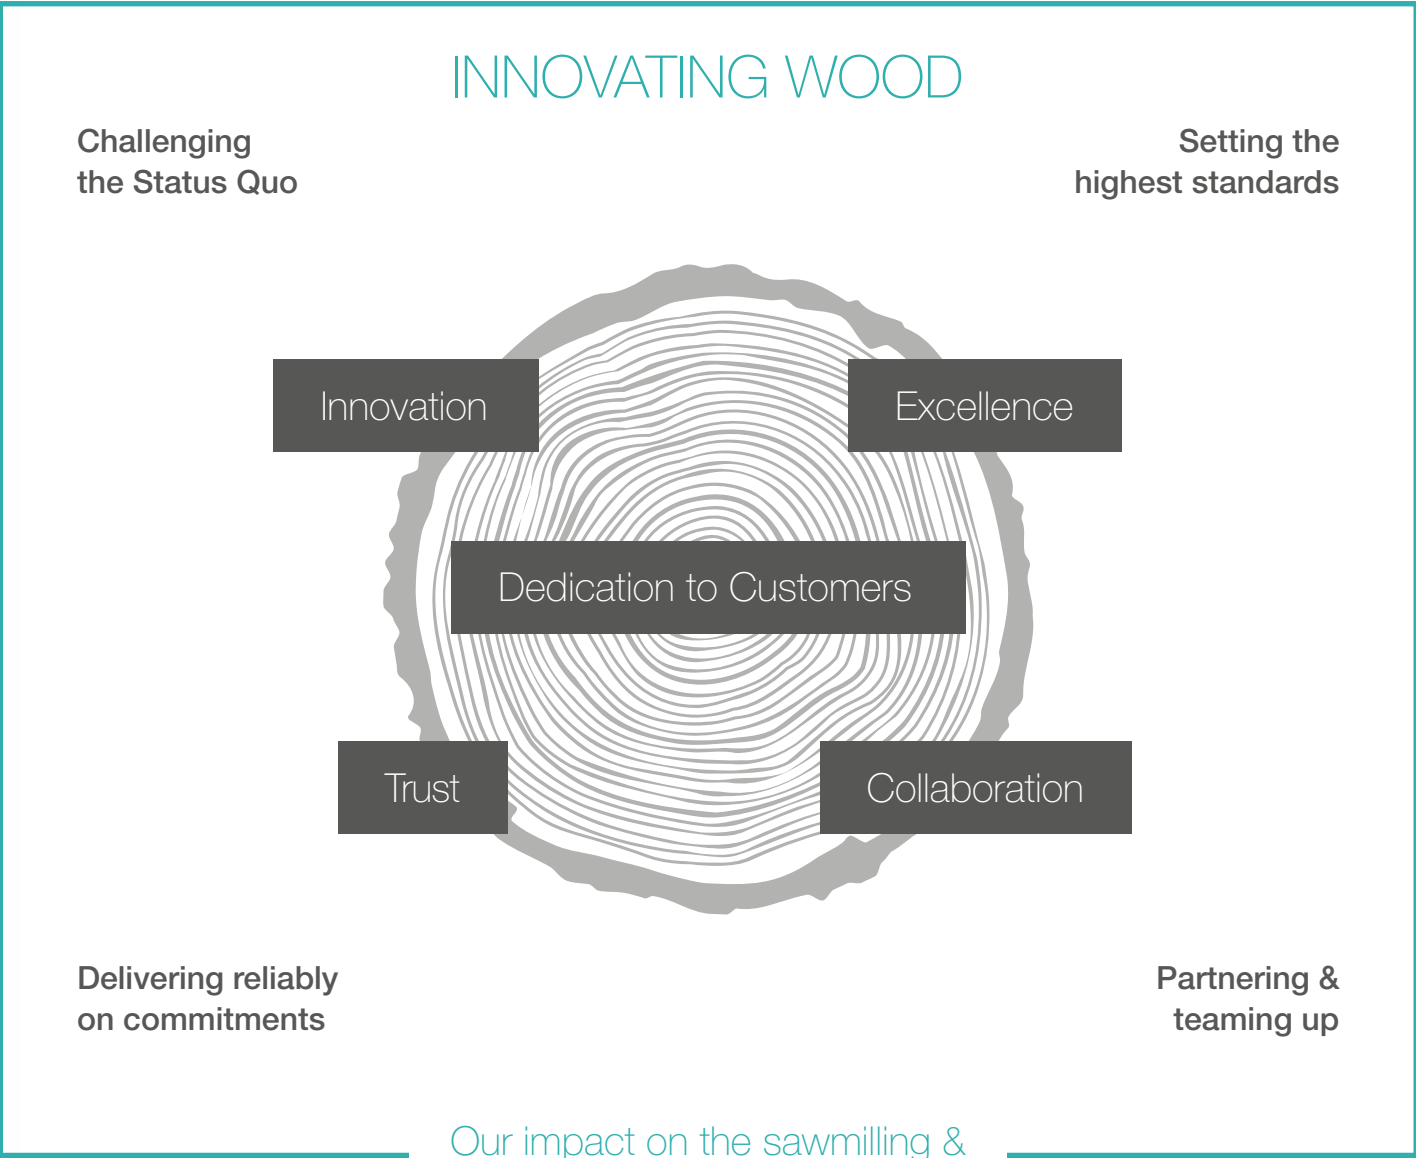 INNOVATING WOOD
Challenging
the Status Quo
Setting the
highest standards
Innovation
Excellence
Dedication to Customers
Trust
Collaboration
Delivering reliably
on commitments
Partnering &
teaming up
Our impact on the sawmilling &